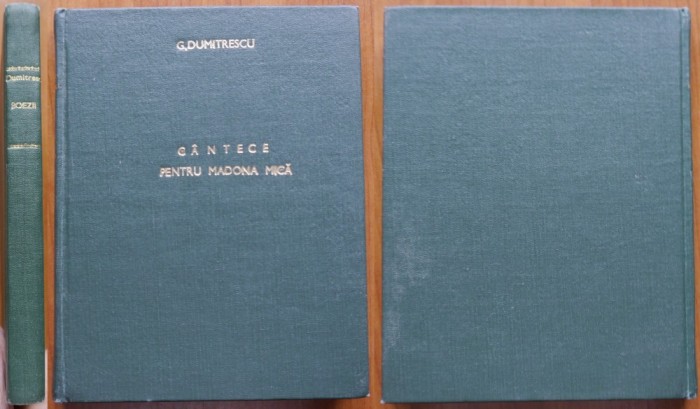 Dumitrescu
POEZII
G. DUMITRESCU
CÂNTECE
PENTRU MADONA MICĂ